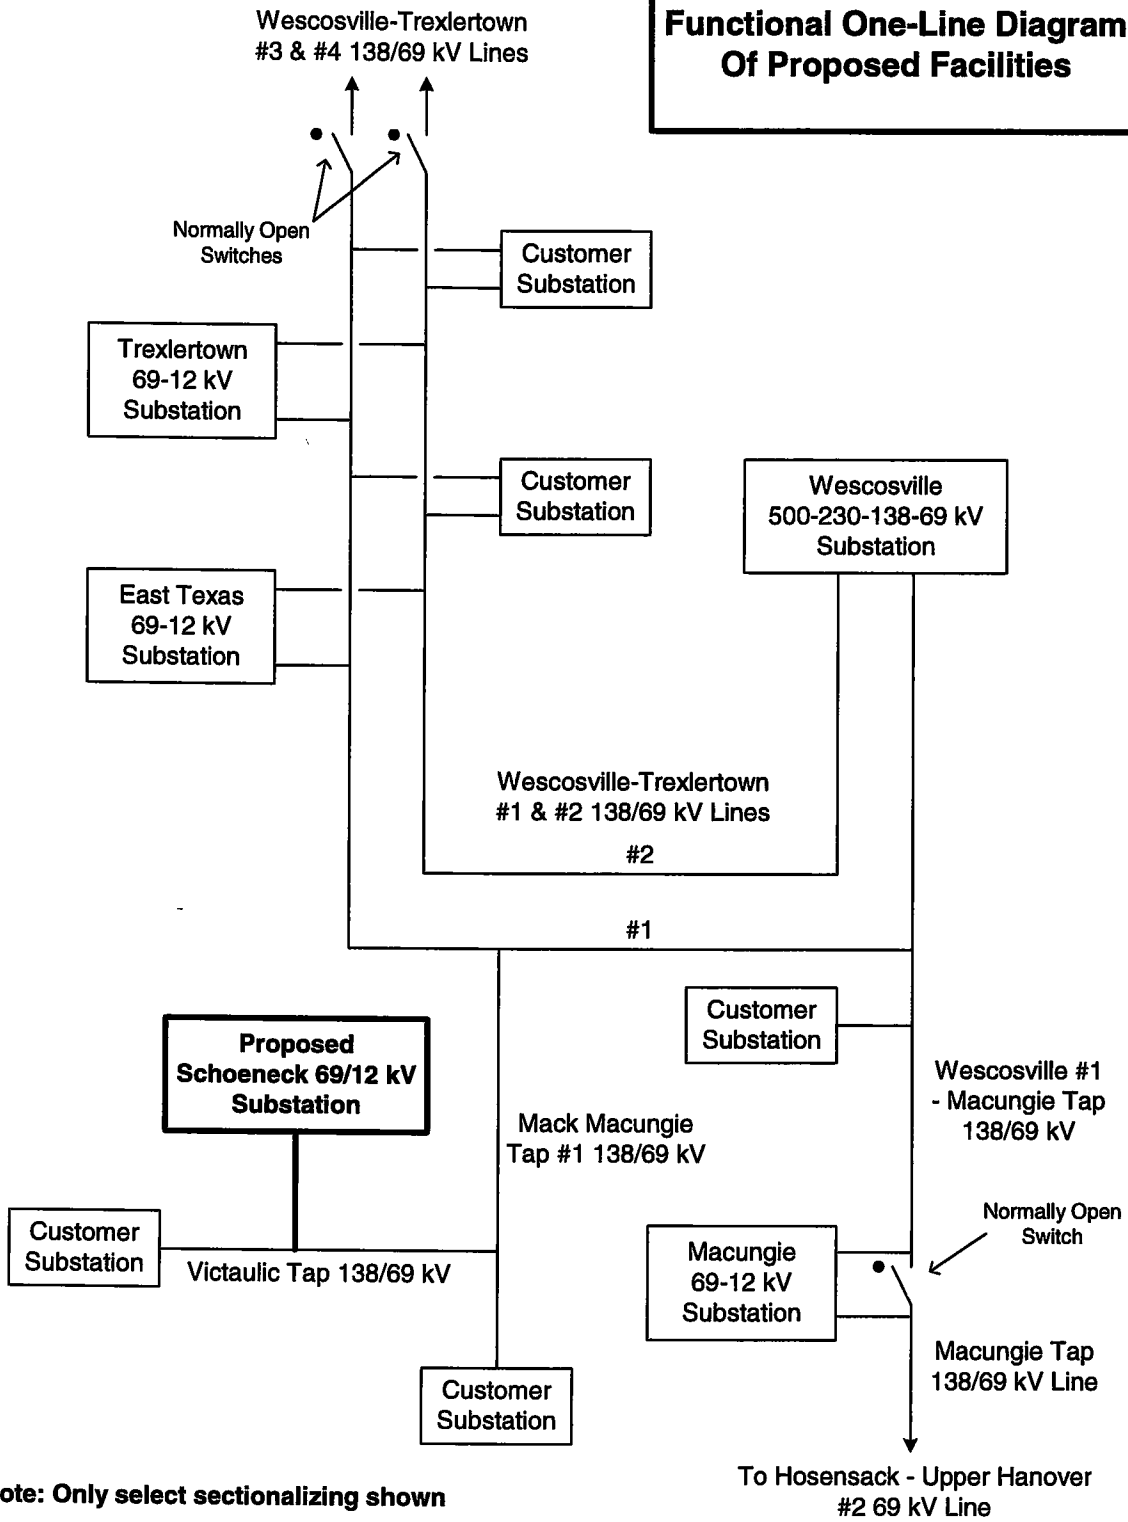 Wescosville-Trexlertown
#3 & #4 138/69 kV Lines
Functional One-Line Diagram
Of Proposed Facilities
Normally Open
Switches
Customer
Substation
Trexlertown
69-12 kV
Substation
Customer
Substation
Wescosville
500-230-138-69 kV
Substation
East Texas
69-12 kV
Substation
Wescosville-Trexlertown
#1 & #2 138/69 kV Lines
#2
#1
Customer
Substation
Proposed
Schoeneck 69/12 kV
Substation
Wescosville #1
- Macungie Tap
138/69 kV
Mack Macungie
Tap #1 138/69 kV
Normally Open
Switch
Customer
Substation
Victaulic Tap 138/69 kV
Macungie
69-12 kV
Substation
Macungie Tap
138/69 kV Line
Customer
Substation
To Hosensack - Upper Hanover
#2 69 kV Line
ote: Only select sectionalizing shown